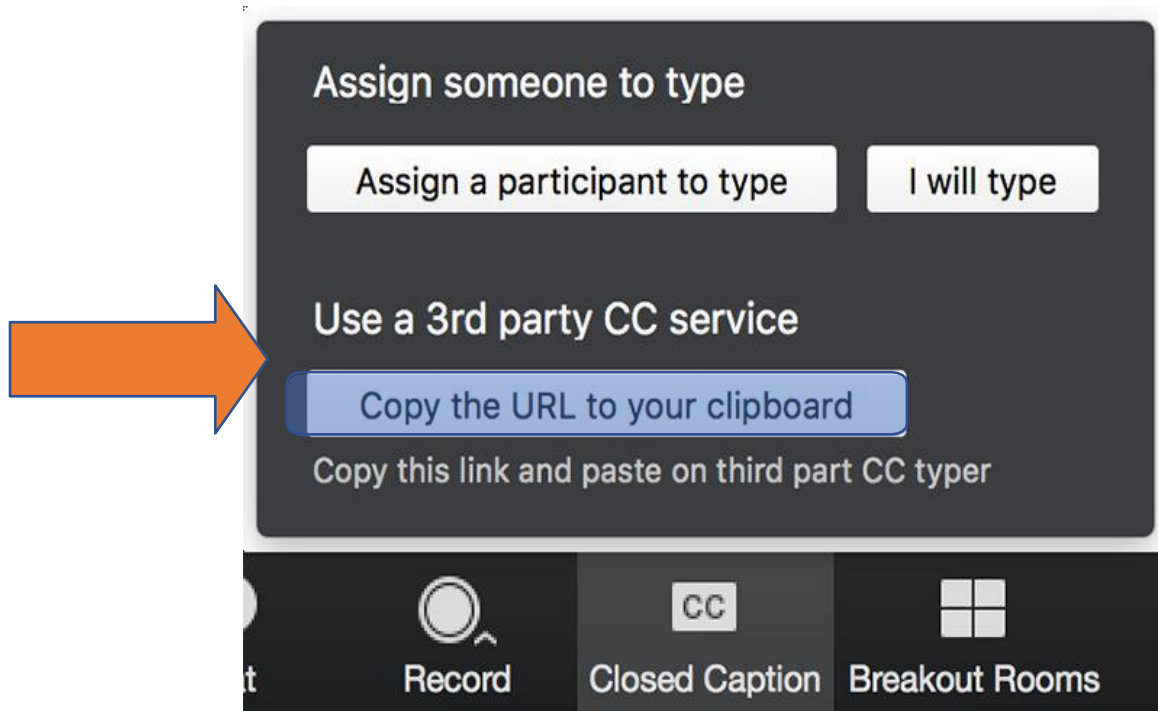 Assign someone to type
Assign a participant to type I will type
Use a 3rd party CC service
Copy the URL to your clipboard
Copy this link and paste on third part CC typer
CC
t Record Closed Caption Breakout Rooms